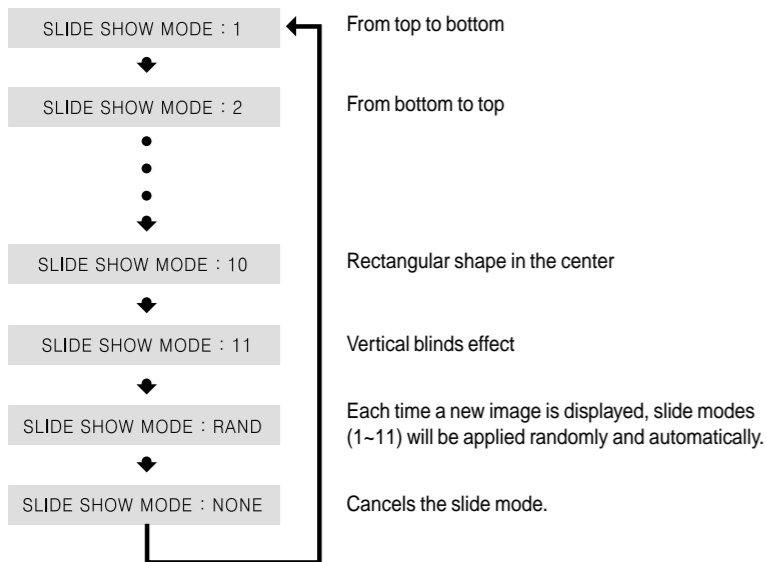 SLIDE SHOW MODE : 1
From top to bottom
SLIDE SHOW MODE : 2
From bottom to top
SLIDE SHOW MODE : 10
Rectangular shape in the center
SLIDE SHOW MODE : 11
Vertical blinds effect
SLIDE SHOW MODE : RAND
Each time a new image is displayed, slide modes
(1~11) will be applied randomly and automatically.
SLIDE SHOW MODE : NONE
Cancels the slide mode.